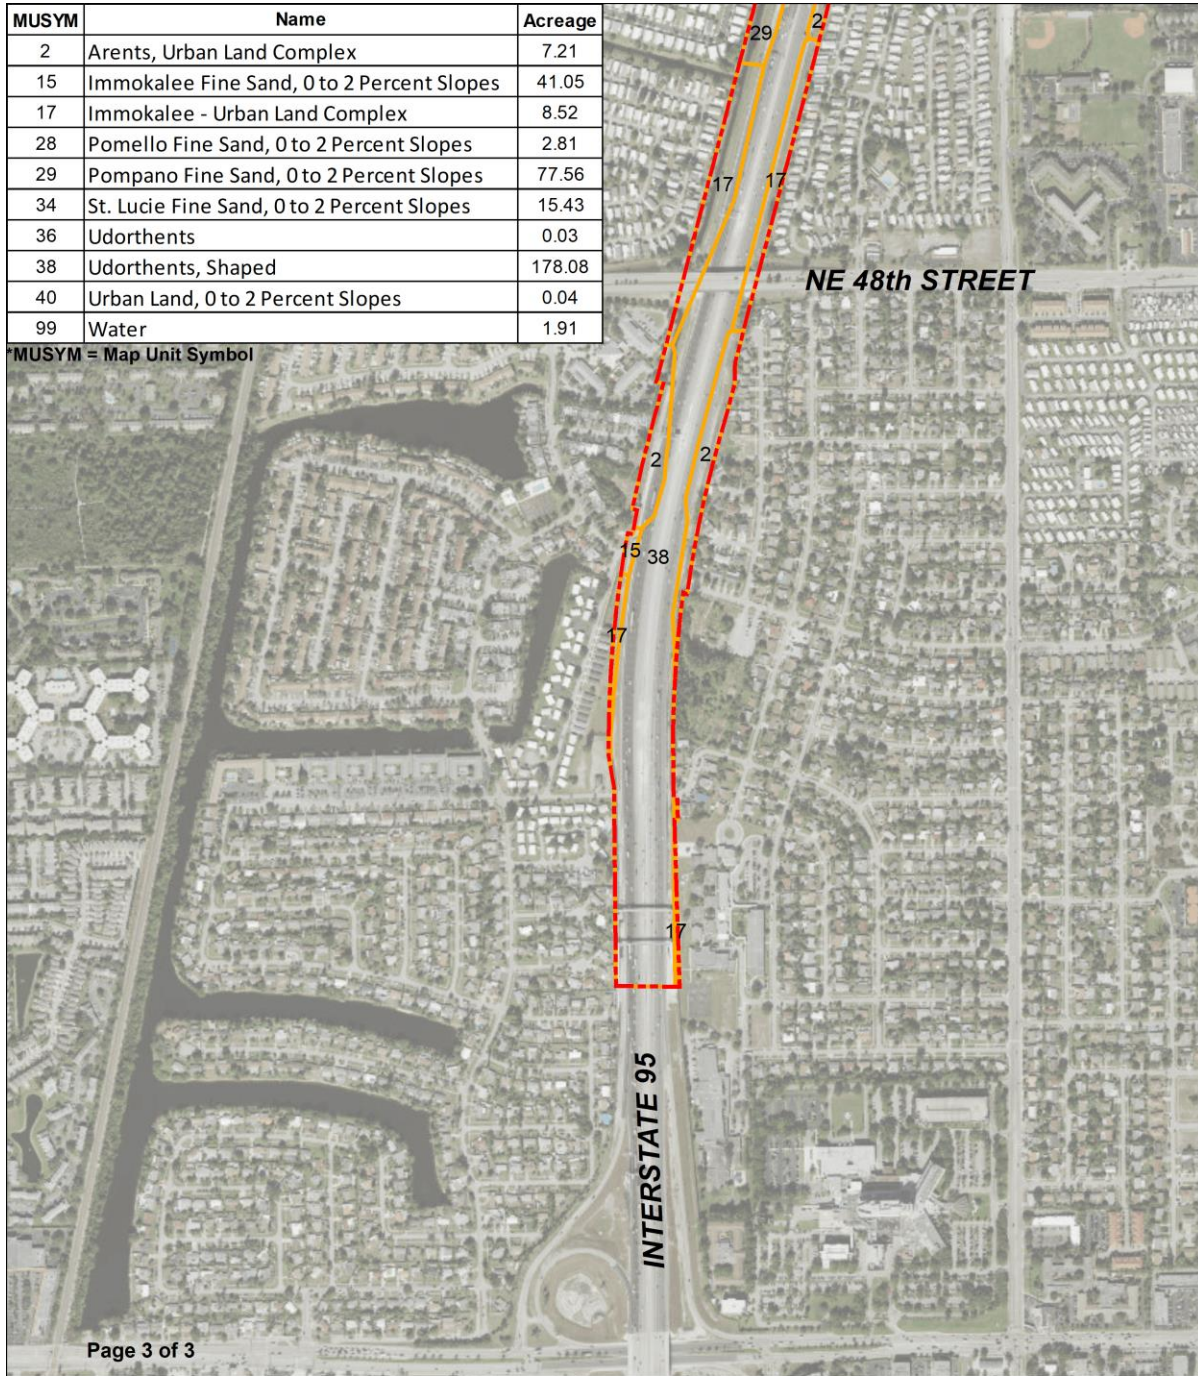 MUSYM Name Acreage
2 Arents, Urban Land Complex 7.21
15 Immokalee Fine Sand, 0 to 2 Percent Slopes 41.05
17 Immokalee - Urban Land Complex 8.52
28 Pomello Fine Sand, 0 to 2 Percent Slopes 2.81
29 Pompano Fine Sand, 0 to 2 Percent Slopes 77.56
34 St. Lucie Fine Sand, 0 to 2 Percent Slopes 15.43
36 Udorthents 0.03
38 Udorthents, Shaped 178.08
40 Urban Land, 0 to 2 Percent Slopes 0.04
99 Water 1.91
*MUSYM = Map Unit Symbol
2
29
17
17
NE 48th STREET
2
2
15
38
17
17
INTERSTATE 95
Page 3 of 3